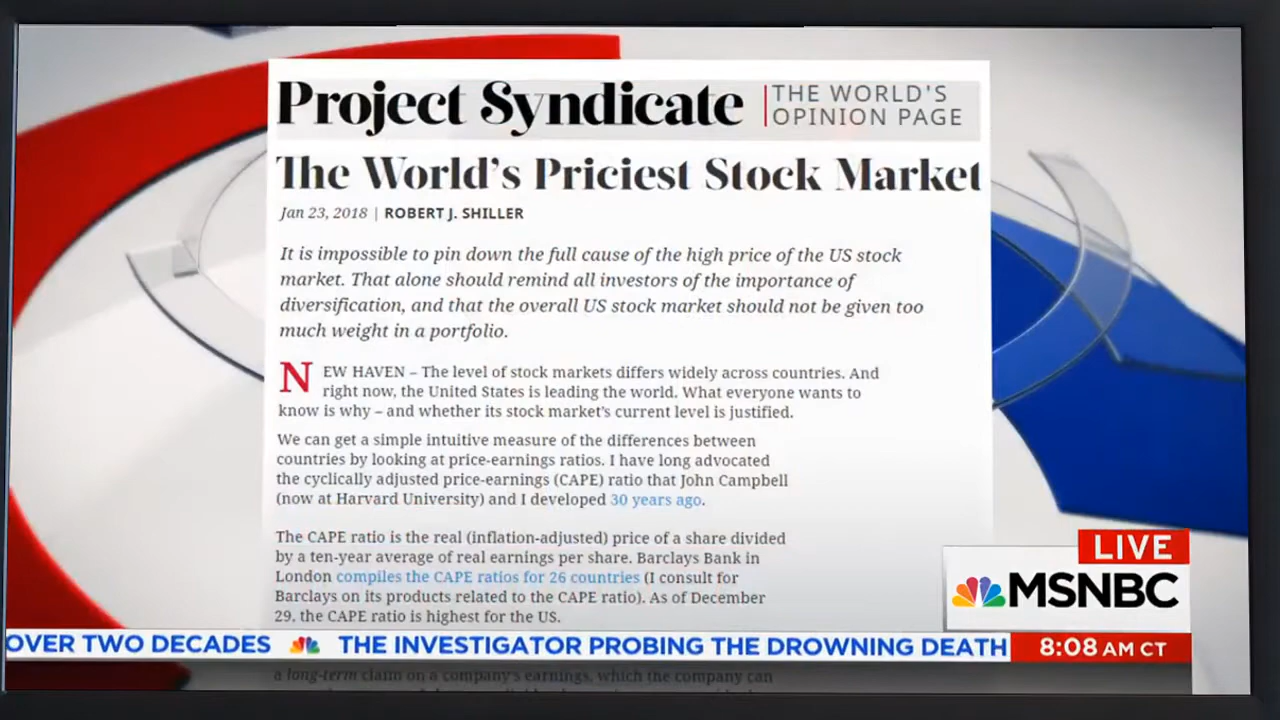 Project Syndicate
THE WORLD'S
OPINION PAGE
The World's Priciest Stock Market
Jan 23, 2018 | ROBERT J. SHILLER
It is impossible to pin down the full cause of the high price of the US stock
market. That alone should remind all investors of the importance of
diversification, and that the overall US stock market should not be given too
much weight in a portfolio.
NEW HAVEN – The level of stock markets differs widely across countries. And
right now, the United States is leading the world. What everyone wants to
know is why – and whether its stock market's current level is justified.
We can get a simple intuitive measure of the differences between
countries by looking at price-earnings ratios. I have long advocated
the cyclically adjusted price-earnings (CAPE) ratio that John Campbell
(now at Harvard University) and I developed 30 years ago.
The CAPE ratio is the real (inflation-adjusted) price of a share divided
by a ten-year average of real earnings per share. Barclays Bank in
London compiles the CAPE ratios for 26 countries (I consult for
Barclays on its products related to the CAPE ratio). As of December
29, the CAPE ratio is highest for the US.
LIVE
MSNBC
OVER TWO DECADES THE INVESTIGATOR PROBING THE DROWNING DEATH
8:08 AM CT
a long-term claim on a company's earnings, which the company can